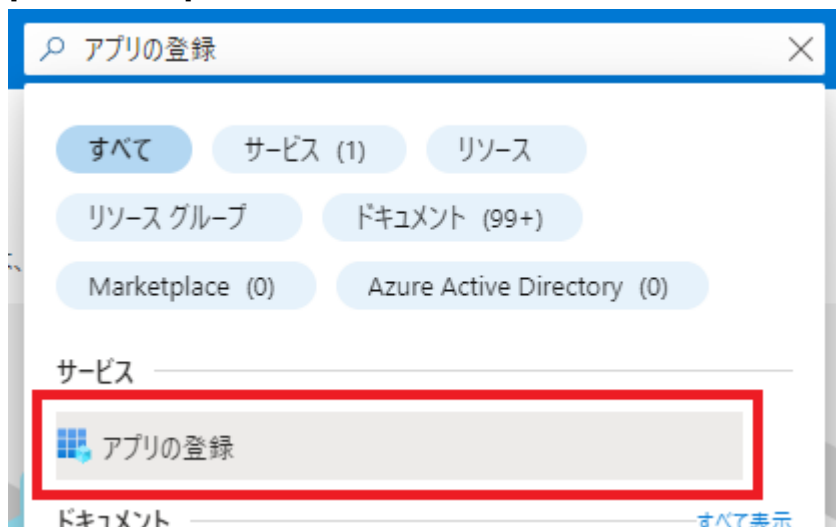 アプリの登録
すべて サービス (1) リソース
リソース グループ ドキュメント (99+)
Marketplace (0) Azure Active Directory (0)
サービス
アプリの登録
ドキュメント すべて表示